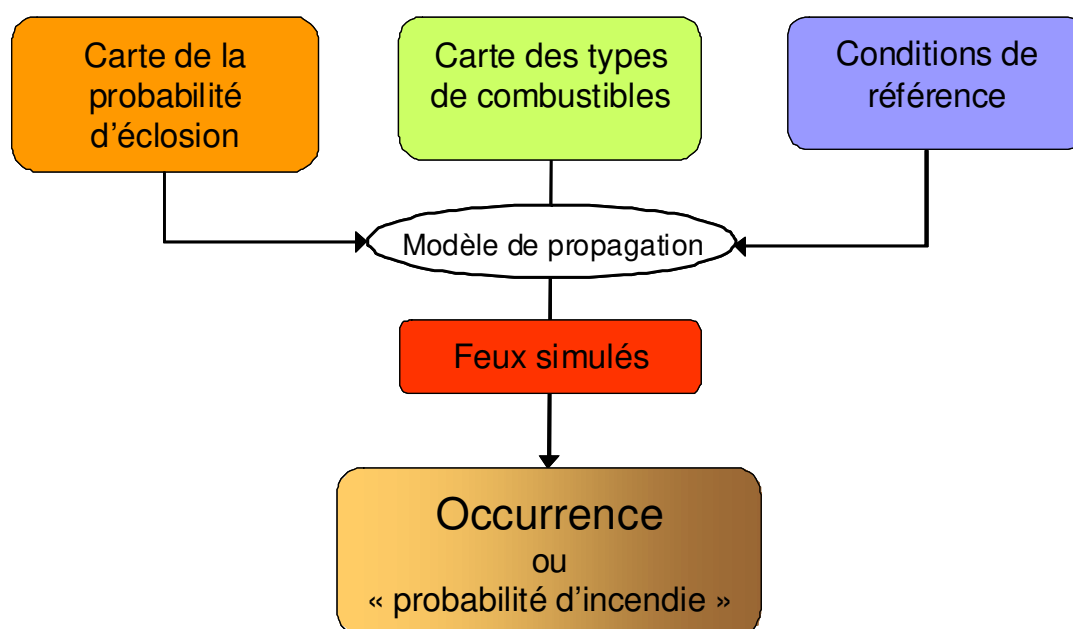 Carte de la
probabilité
d'éclosion
Carte des types
de combustibles
Conditions de
référence
Modèle de propagation
Feux simulés
Occurrence
ou
« probabilité d'incendie »